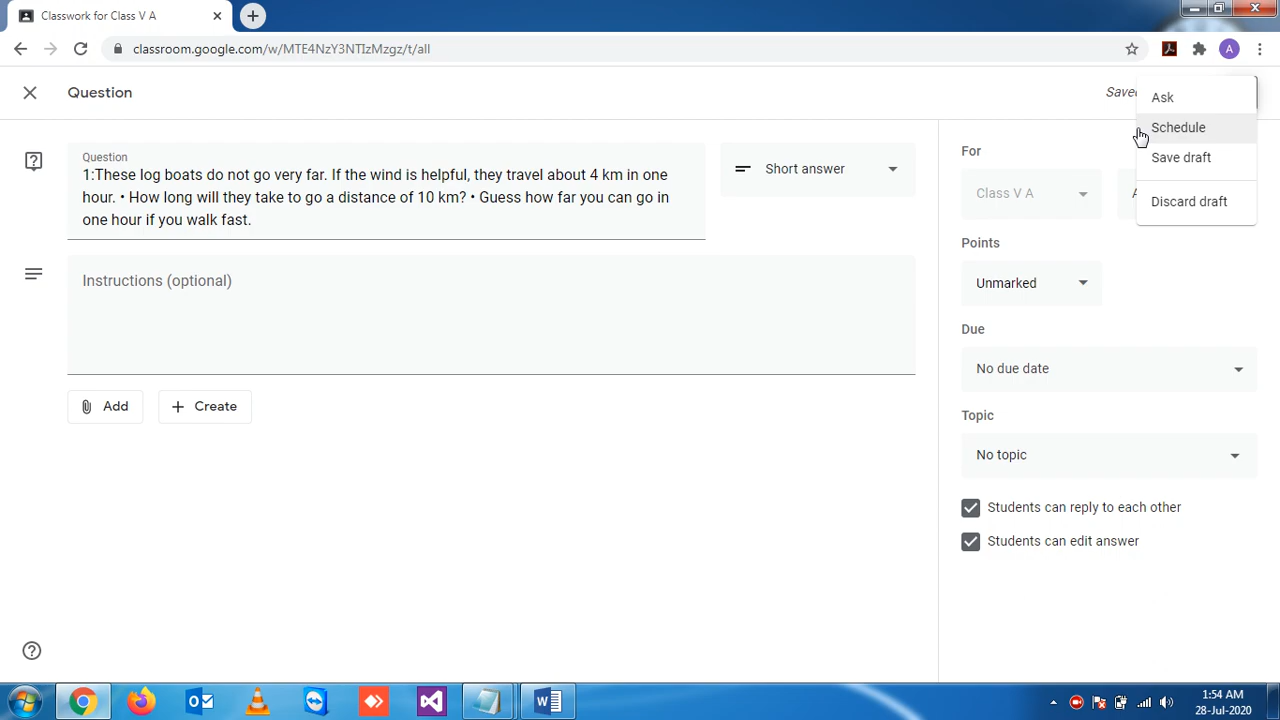 Classwork for Class V A
classroom.google.com/w/MTE4NzY3NTIzMzgz/t/all
A
Question
Saved
Ask
Schedule
Save draft
Discard draft
Question
1:These log boats do not go very far. If the wind is helpful, they travel about 4 km in one
hour. • How long will they take to go a distance of 10 km? • Guess how far you can go in
one hour if you walk fast.
Short answer
Instructions (optional)
Add
Create
For
Class V A
A
Points
Unmarked
Due
No due date
Topic
No topic
Students can reply to each other
Students can edit answer
1:54 AM
28-Jul-2020